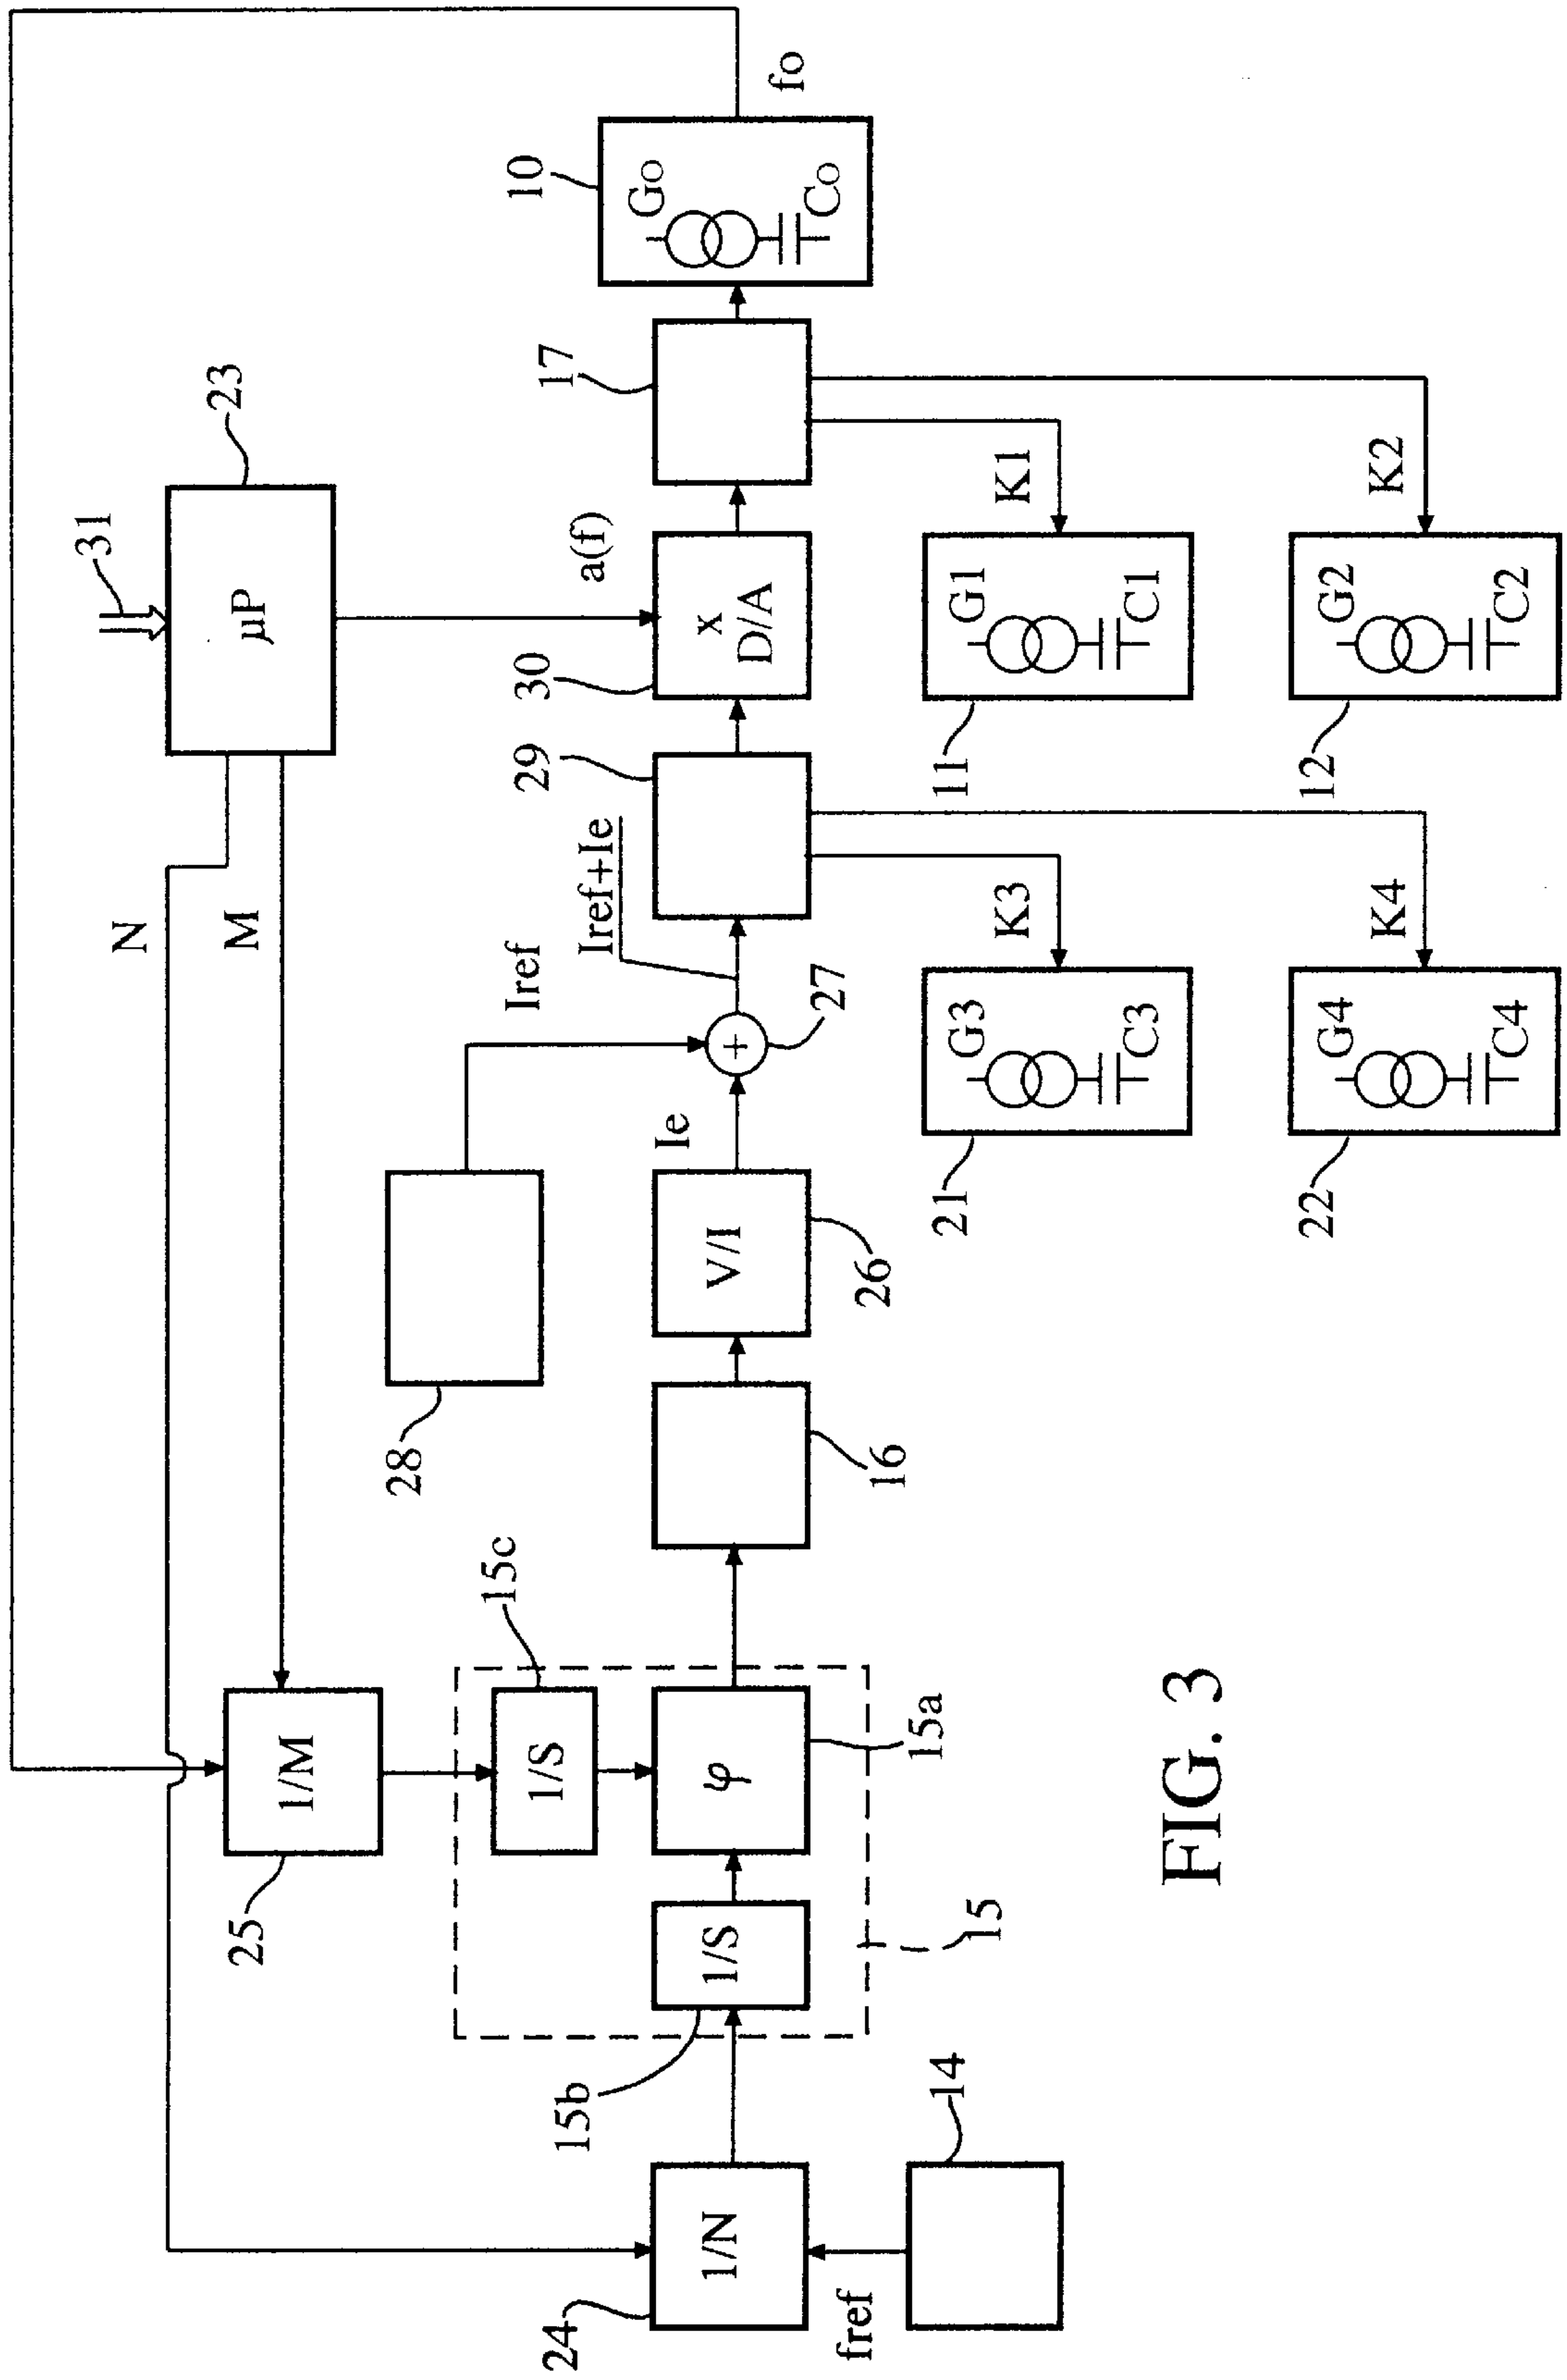 31
23
μP
N
M
25
1/M
15c
1/S
15b
1/S
φ
15a
15
24
1/N
fref
14
28
16
V/I
26
Ie
Iref
+
27
Iref+Ie
29
30
x
D/A
a(f)
17
10
Go
Co
fo
K3
K4
K1
K2
G3
C3
21
G4
C4
22
G1
C1
11
G2
C2
12
FIG. 3